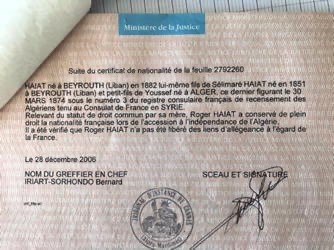 Ministère de la Justice
Suite du certificat de nationalité de la feuille 2792260
HAIAT né à BEYROUTH (Liban) en 1882 lui-même fils de Sélimaré HAIAT né en 1851
à BEYROUTH (Liban) et petit-fils de Youssef né à ALGER, ce dernier figurant le 30
MARS 1874 sous le numéro 3 du registre consulaire français de recensement des
Algériens tenu au Consulat de France en SYRIE.
Relevant du statut de droit commun par sa mère, Roger HAIAT a conservé de plein
droit la nationalité française lors de l'accession à l'indépendance de l'Algérie.
Il a été vérifié que Roger HAIAT n'a pas été libéré des liens d'allégeance à l'égard de
la France.
Le 28 décembre 2006
NOM DU GREFFIER EN CHEF
SCEAU ET SIGNATURE
IRIART-SORHONDO Bernard
TRIBUNAL D'INSTANCE DE